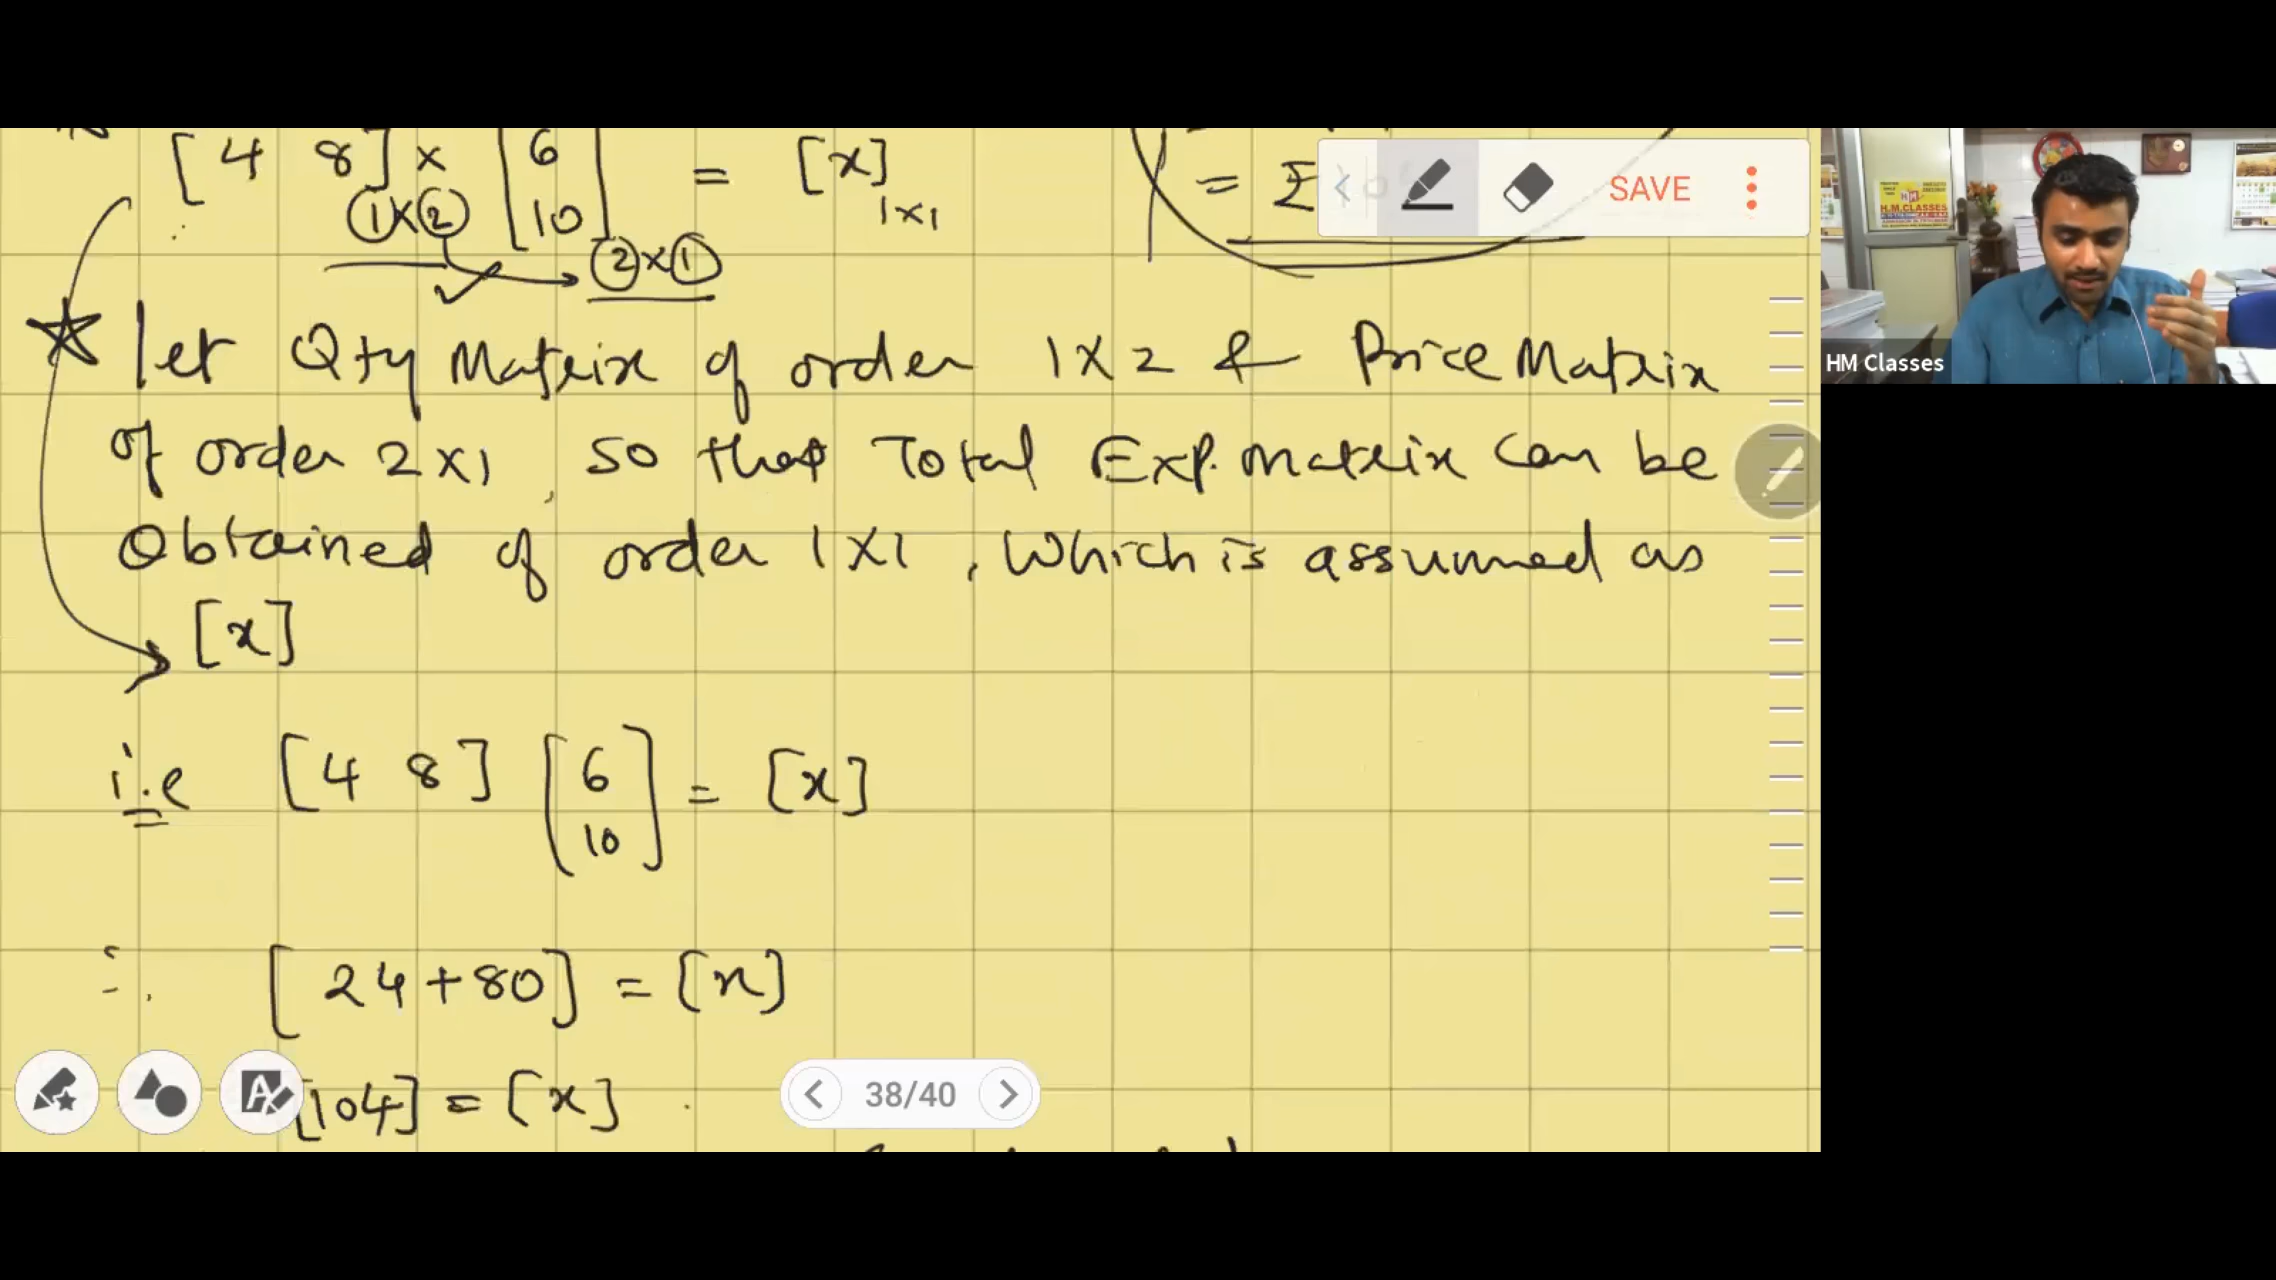 [4 8] x [6
10] = [x] 1x1
= Σ
SAVE
1x2
2x1
H.M.CLASSES
HM Classes
let Qty Matrix of order 1x2 & Price Matrix
of order 2x1, so that Total Exp. matrix can be
Obtained of order 1x1, which is assumed as
[x]
i.e [4 8] [6
10] = [x]
∴ [24+80] = [x]
[104] = [x]
38/40